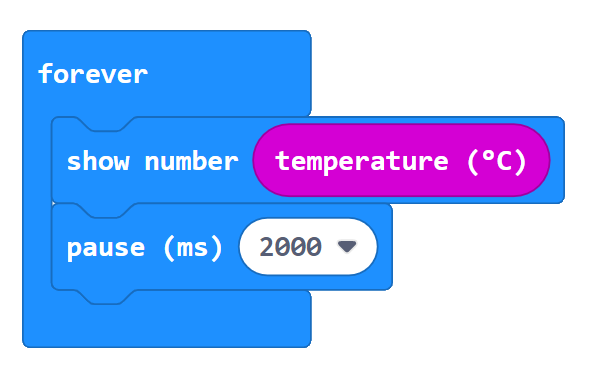 forever
show number temperature (°C)
pause (ms) 2000